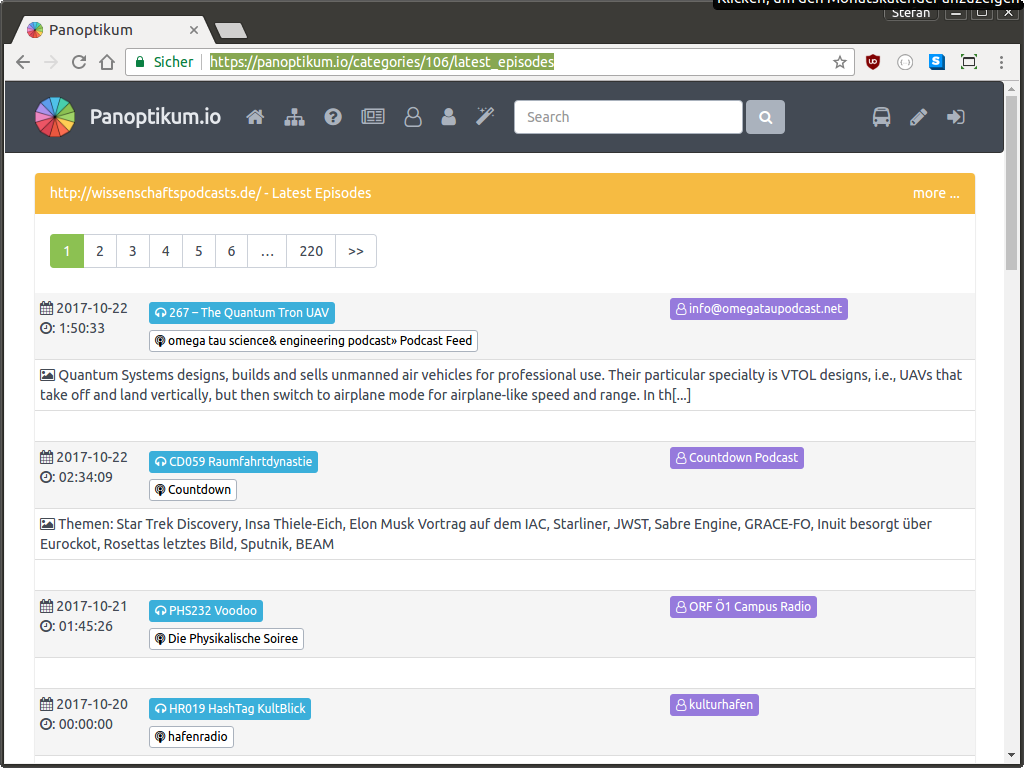 Klicken, um den Monatskalender anzuzeigen
Stefan
Panoptikum
Sicher https://panoptikum.io/categories/106/latest_episodes
Panoptikum.io Search
http://wissenschaftspodcasts.de/ - Latest Episodes more ...
1 2 3 4 5 6 ... 220 >>
2017-10-22 267 – The Quantum Tron UAV info@omegataupodcast.net
: 1:50:33
omega tau science& engineering podcast» Podcast Feed
Quantum Systems designs, builds and sells unmanned air vehicles for professional use. Their particular specialty is VTOL designs, i.e., UAVs that
take off and land vertically, but then switch to airplane mode for airplane-like speed and range. In th[...]
2017-10-22 CD059 Raumfahrtdynastie Countdown Podcast
: 02:34:09
Countdown
Themen: Star Trek Discovery, Insa Thiele-Eich, Elon Musk Vortrag auf dem IAC, Starliner, JWST, Sabre Engine, GRACE-FO, Inuit besorgt über
Eurockot, Rosettas letztes Bild, Sputnik, BEAM
2017-10-21 PHS232 Voodoo ORF Ö1 Campus Radio
: 01:45:26
Die Physikalische Soiree
2017-10-20 HR019 HashTag KultBlick kulturhafen
: 00:00:00
hafenradio